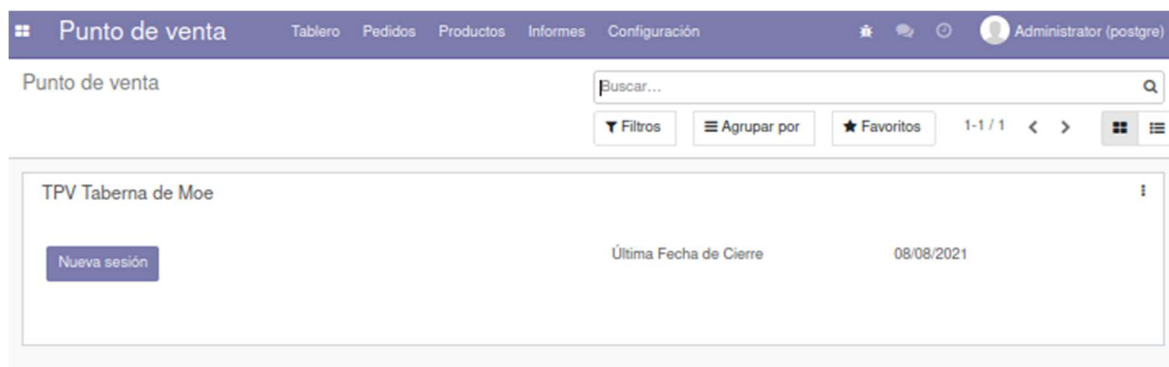 Punto de venta Tablero Pedidos Productos Informes Configuración Administrator (postgre)
Punto de venta
Buscar...
Filtros Agrupar por Favoritos 1-1 / 1
TPV Taberna de Moe
Nueva sesión Última Fecha de Cierre 08/08/2021